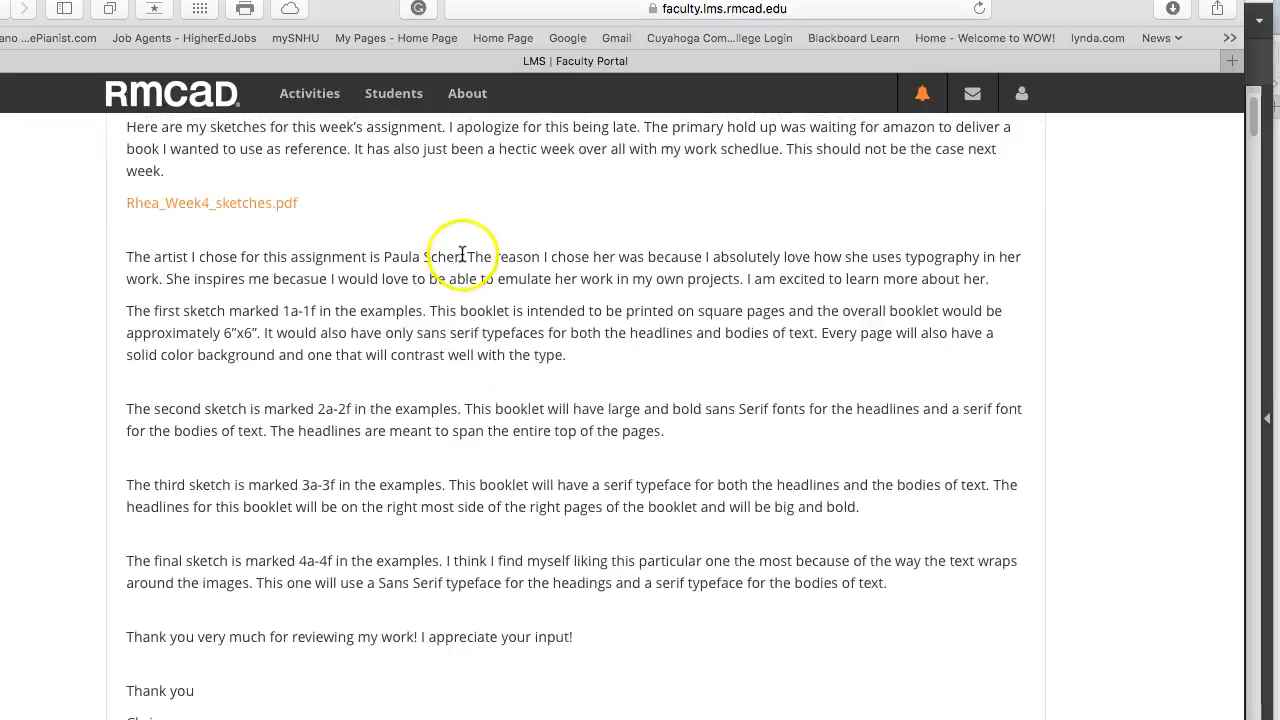 faculty.lms.rmcad.edu
ano ...ePianist.com Job Agents - HigherEdJobs mySNHU My Pages - Home Page Home Page Google Gmail Cuyahoga Com...llege Login Blackboard Learn Home - Welcome to WOW! lynda.com News
LMS | Faculty Portal
RMCAD Activities Students About
Here are my sketches for this week's assignment. I apologize for this being late. The primary hold up was waiting for amazon to deliver a
book I wanted to use as reference. It has also just been a hectic week over all with my work schedlue. This should not be the case next
week.
Rhea_Week4_sketches.pdf
The artist I chose for this assignment is Paula Scher. The reason I chose her was because I absolutely love how she uses typography in her
work. She inspires me becasue I would love to be able to emulate her work in my own projects. I am excited to learn more about her.
The first sketch marked 1a-1f in the examples. This booklet is intended to be printed on square pages and the overall booklet would be
approximately 6”x6”. It would also have only sans serif typefaces for both the headlines and bodies of text. Every page will also have a
solid color background and one that will contrast well with the type.
The second sketch is marked 2a-2f in the examples. This booklet will have large and bold sans Serif fonts for the headlines and a serif font
for the bodies of text. The headlines are meant to span the entire top of the pages.
The third sketch is marked 3a-3f in the examples. This booklet will have a serif typeface for both the headlines and the bodies of text. The
headlines for this booklet will be on the right most side of the right pages of the booklet and will be big and bold.
The final sketch is marked 4a-4f in the examples. I think I find myself liking this particular one the most because of the way the text wraps
around the images. This one will use a Sans Serif typeface for the headings and a serif typeface for the bodies of text.
Thank you very much for reviewing my work! I appreciate your input!
Thank you